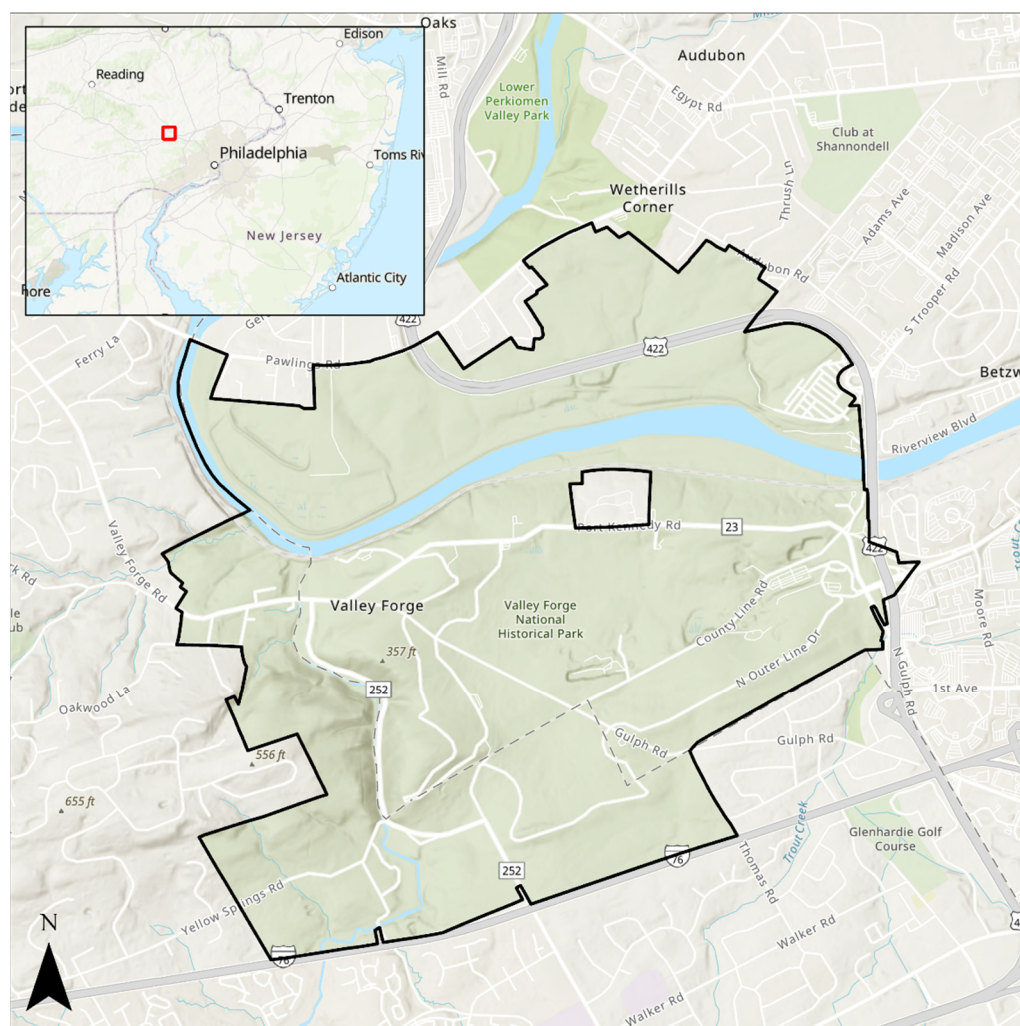 Oaks
Edison
Audubon
Mill Rd
Reading
Lower
Perkiomen
Valley Park
Egypt Rd
Trenton
Club at
Shannondell
Philadelphia
Toms Riv
Thrush Ln
Wetherills
Corner
Adams Ave
Madison Ave
New Jersey
Audubon Rd
Atlantic City
S Trooper Rd
422
422
Ferry La
Pawlings Rd
Betzw
Riverview Blvd
Port Kennedy Rd
23
422
Valley Forge Rd
Valley Forge
Valley Forge
National
Historical Park
County Line Rd
Moore Rd
357 ft
N Outer Line Dr
N Gulph Rd
252
Oakwood La
1st Ave
Gulph Rd
Gulph Rd
556 ft
655 ft
Trout Creek
Glenhardie Golf
Course
76
Thomas Rd
252
Yellow Springs Rd
N
Walker Rd
76
Walker Rd